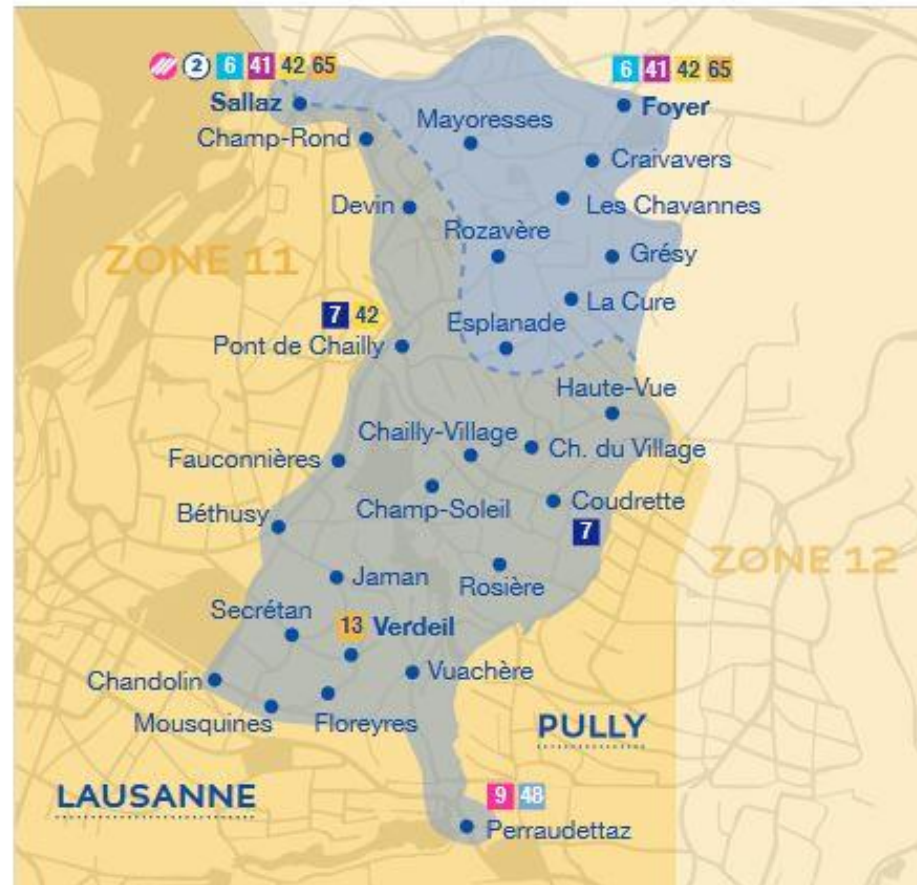 2 6 41 42 65
6 41 42 65
Sallaz
Foyer
Champ-Rond
Mayoresses
Craivavers
Devin
Les Chavannes
Rozavère
Grésy
ZONE 11
La Cure
7 42
Esplanade
Pont de Chailly
Haute-Vue
Chailly-Village
Ch. du Village
Fauconnières
Champ-Soleil
Coudrette
Béthusy
7
ZONE 12
Jaman
Rosière
Secrétan
13 Verdeil
Vuachère
Chandolin
Mousquines
Floreyres
PULLY
LAUSANNE
9 48
Perraudettaz